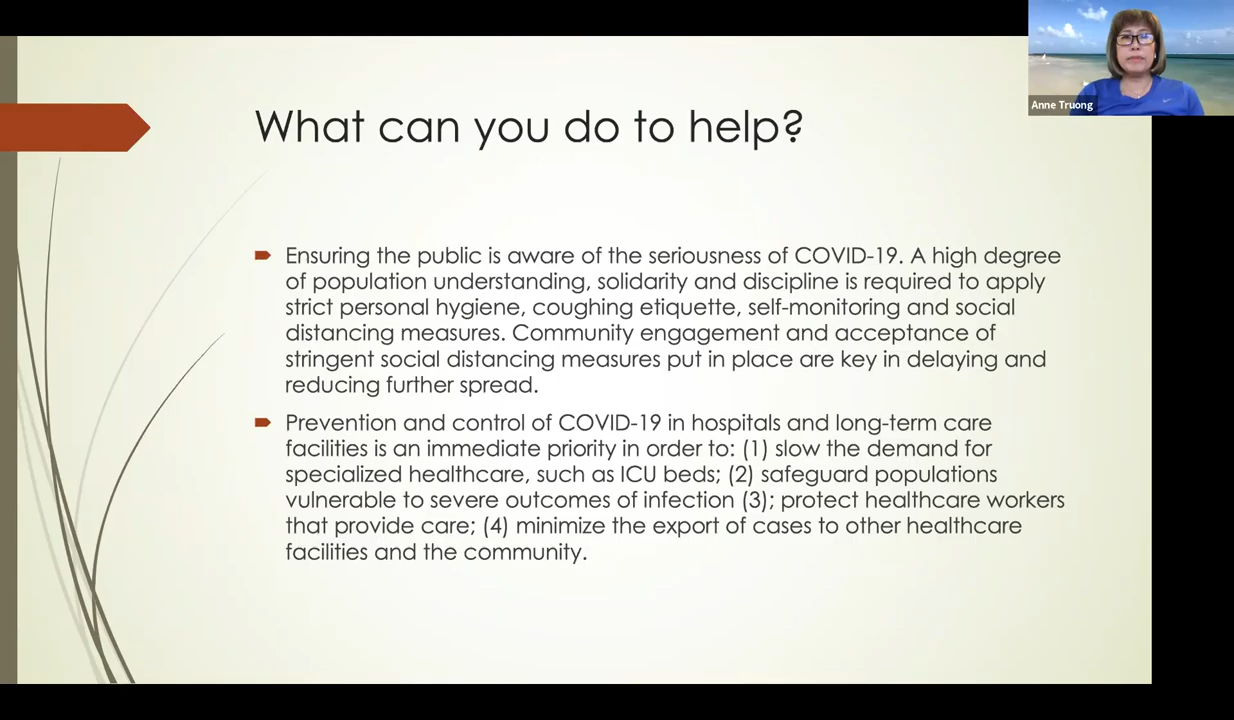 What can you do to help?
Ensuring the public is aware of the seriousness of COVID-19. A high degree
of population understanding, solidarity and discipline is required to apply
strict personal hygiene, coughing etiquette, self-monitoring and social
distancing measures. Community engagement and acceptance of
stringent social distancing measures put in place are key in delaying and
reducing further spread.
Prevention and control of COVID-19 in hospitals and long-term care
facilities is an immediate priority in order to: (1) slow the demand for
specialized healthcare, such as ICU beds; (2) safeguard populations
vulnerable to severe outcomes of infection (3); protect healthcare workers
that provide care; (4) minimize the export of cases to other healthcare
facilities and the community.
Anne Truong